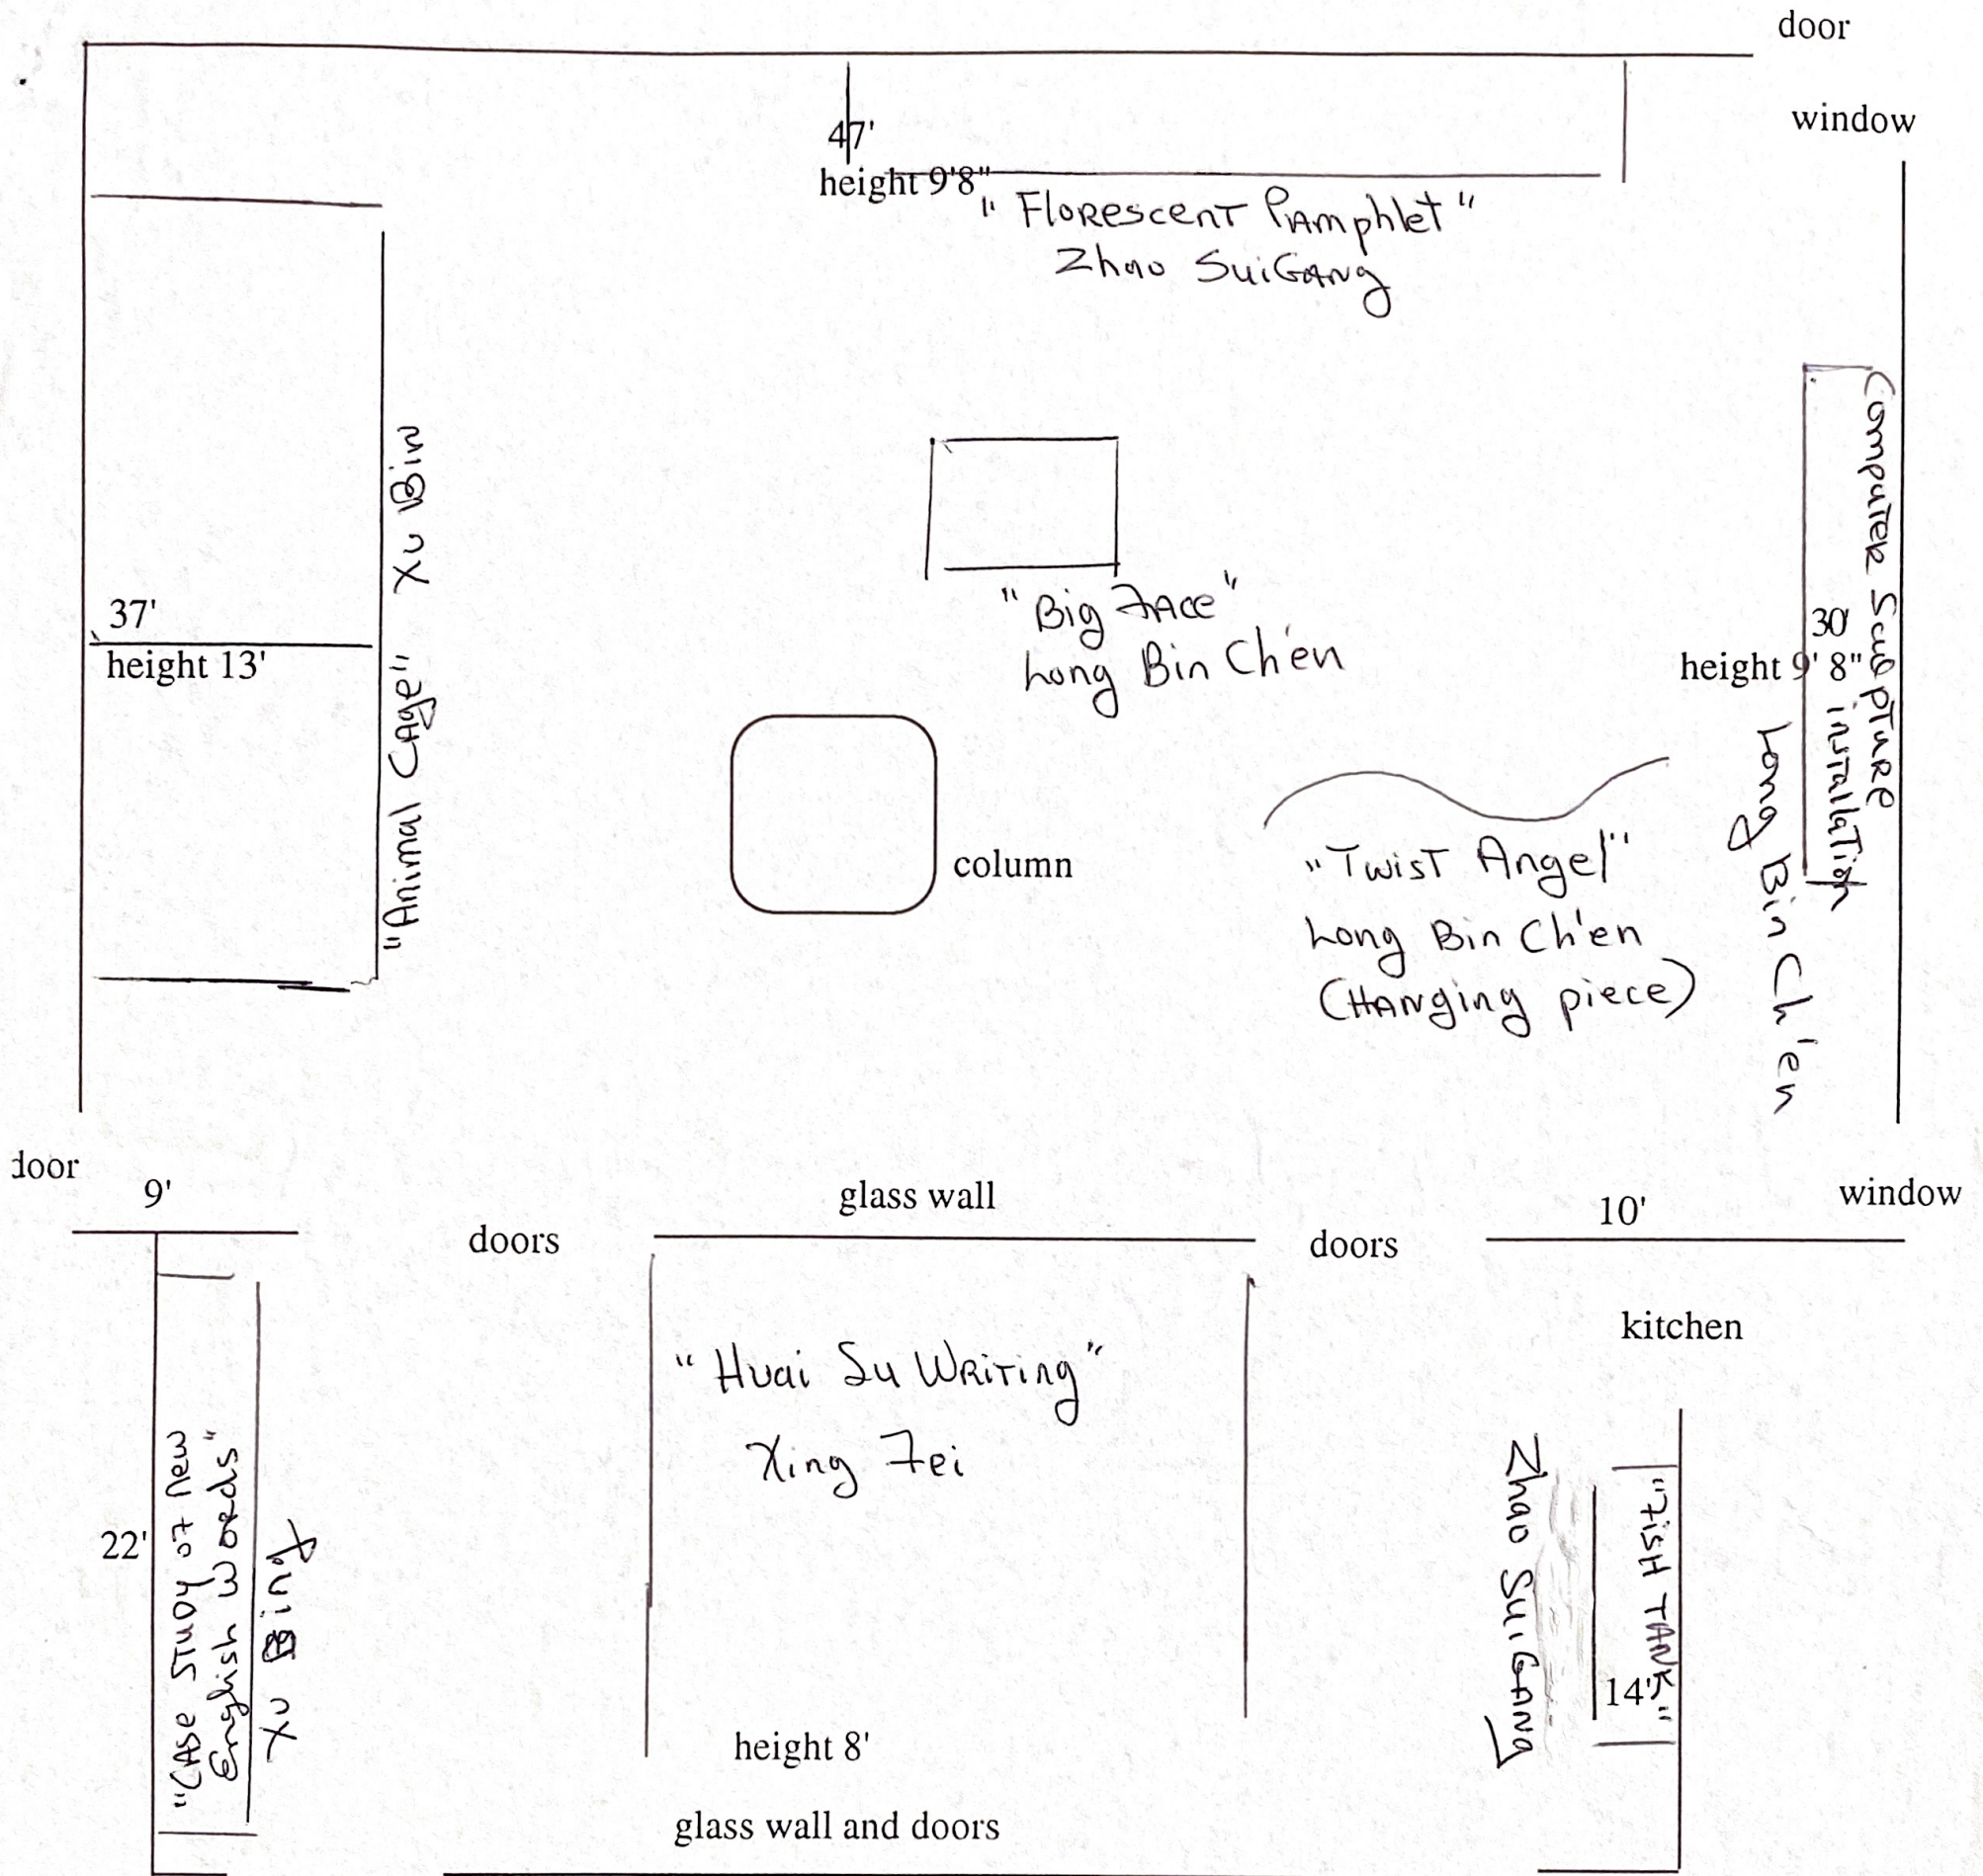 door
window
47'
height 9'8"
" Florescent Pamphlet "
Zhao SuiGang
"Animal Cage" Xu Bin
37'
height 13'
" Big Face "
Long Bin Ch'en
column
"Twist Angel"
Long Bin Ch'en
(Hanging piece)
Computer Sculpture
installation
30'
height 9' 8"
Long Bin Ch'en
door
9'
glass wall
doors
doors
10'
window
kitchen
"Case Study of new
English Words"
Xu Bing
22'
" Huai Su Writing "
Xing Fei
height 8'
Zhao SuiGang
"Fish Tank"
14'
glass wall and doors